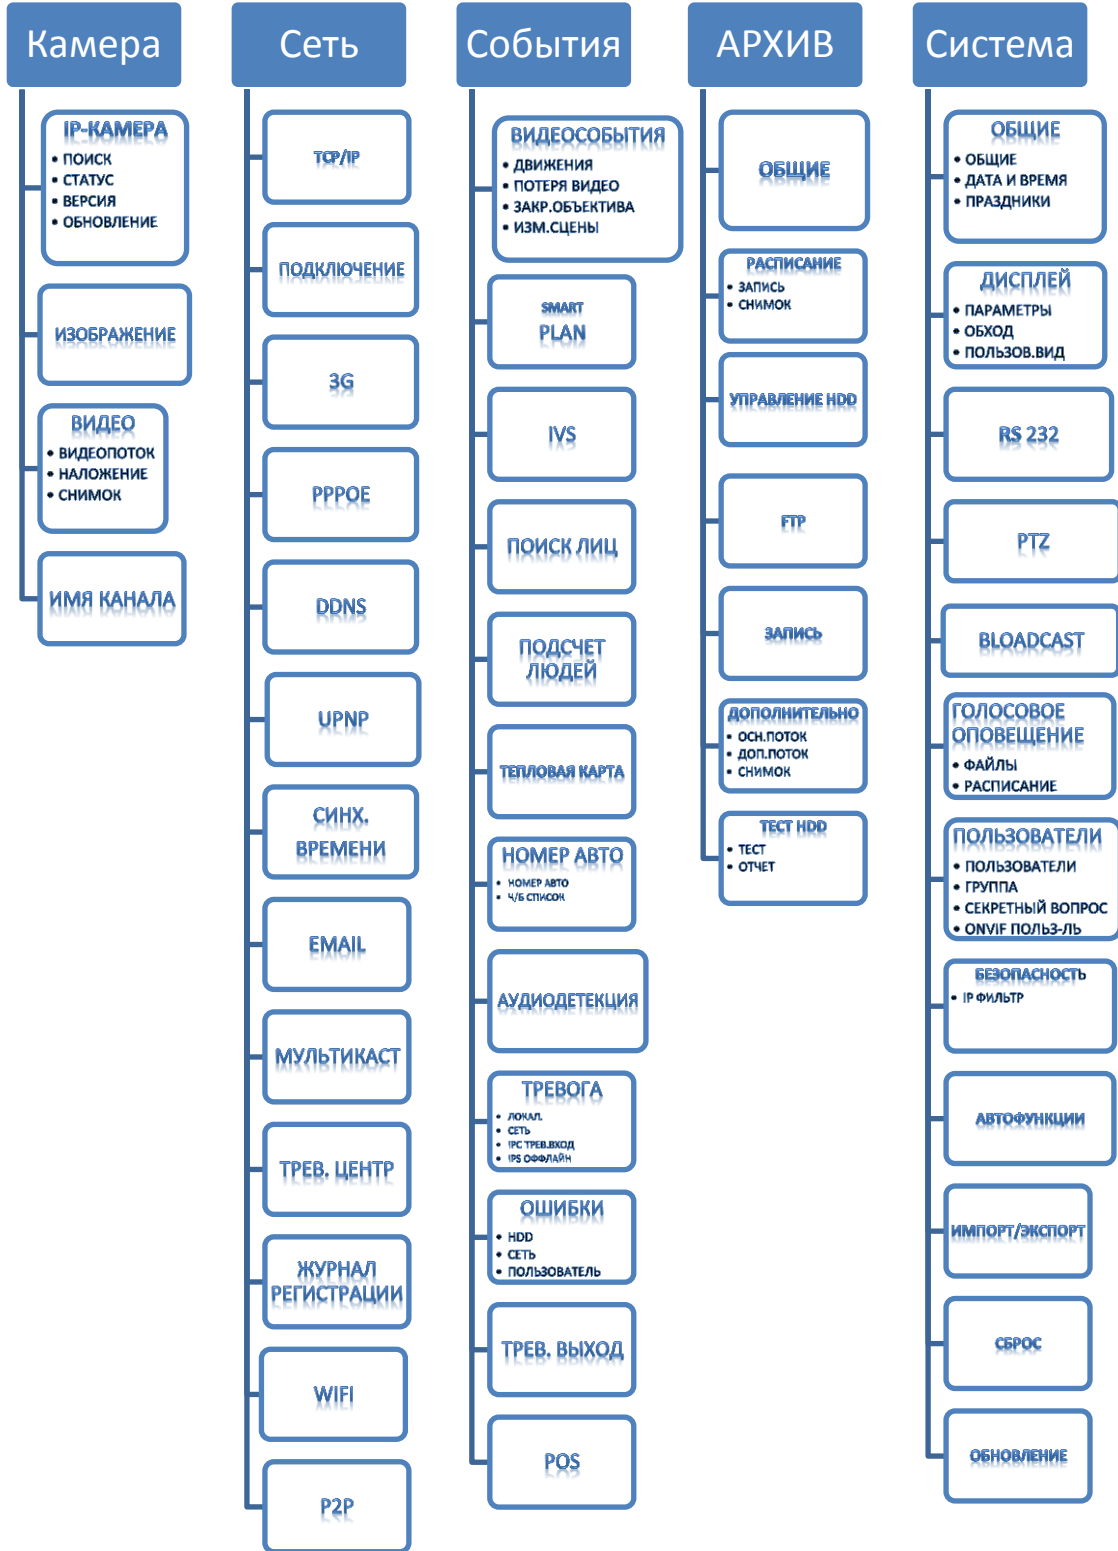 Камера
IP-КАМЕРА
• ПОИСК
• СТАТУС
• ВЕРСИЯ
• ОБНОВЛЕНИЕ
ИЗОБРАЖЕНИЕ
ВИДЕО
• ВИДЕОПОТОК
• НАЛОЖЕНИЕ
• СНИМОК
ИМЯ КАНАЛА
Сеть
TCP/IP
ПОДКЛЮЧЕНИЕ
3G
PPPOE
DDNS
UPNP
СИНХ.
ВРЕМЕНИ
EMAIL
МУЛЬТИКАСТ
ТРЕВ. ЦЕНТР
ЖУРНАЛ
РЕГИСТРАЦИИ
WIFI
P2P
События
ВИДЕОСОБЫТИЯ
• ДВИЖЕНИЯ
• ПОТЕРЯ ВИДЕО
• ЗАКР.ОБЪЕКТИВА
• ИЗМ.СЦЕНЫ
SMART
PLAN
IVS
ПОИСК ЛИЦ
ПОДСЧЕТ
ЛЮДЕЙ
ТЕПЛОВАЯ КАРТА
НОМЕР АВТО
• НОМЕР АВТО
• Ч/Б СПИСОК
АУДИОДЕТЕКЦИЯ
ТРЕВОГА
• ЛОКАЛ.
• СЕТЬ
• IPC ТРЕВ.ВХОД
• IPS ОФФЛАЙН
ОШИБКИ
• HDD
• СЕТЬ
• ПОЛЬЗОВАТЕЛЬ
ТРЕВ. ВЫХОД
POS
АРХИВ
ОБЩИЕ
РАСПИСАНИЕ
• ЗАПИСЬ
• СНИМОК
УПРАВЛЕНИЕ HDD
FTP
ЗАПИСЬ
ДОПОЛНИТЕЛЬНО
• ОСН.ПОТОК
• ДОП.ПОТОК
• СНИМОК
ТЕСТ HDD
• ТЕСТ
• ОТЧЕТ
Система
ОБЩИЕ
• ОБЩИЕ
• ДАТА И ВРЕМЯ
• ПРАЗДНИКИ
ДИСПЛЕЙ
• ПАРАМЕТРЫ
• ОБХОД
• ПОЛЬЗОВ.ВИД
RS 232
PTZ
BLOADCAST
ГОЛОСОВОЕ
ОПОВЕЩЕНИЕ
• ФАЙЛЫ
• РАСПИСАНИЕ
ПОЛЬЗОВАТЕЛИ
• ПОЛЬЗОВАТЕЛИ
• ГРУППА
• СЕКРЕТНЫЙ ВОПРОС
• ONVIF ПОЛЬЗ-ЛЬ
БЕЗОПАСНОСТЬ
• IP ФИЛЬТР
АВТОФУНКЦИИ
ИМПОРТ/ЭКСПОРТ
СБРОС
ОБНОВЛЕНИЕ